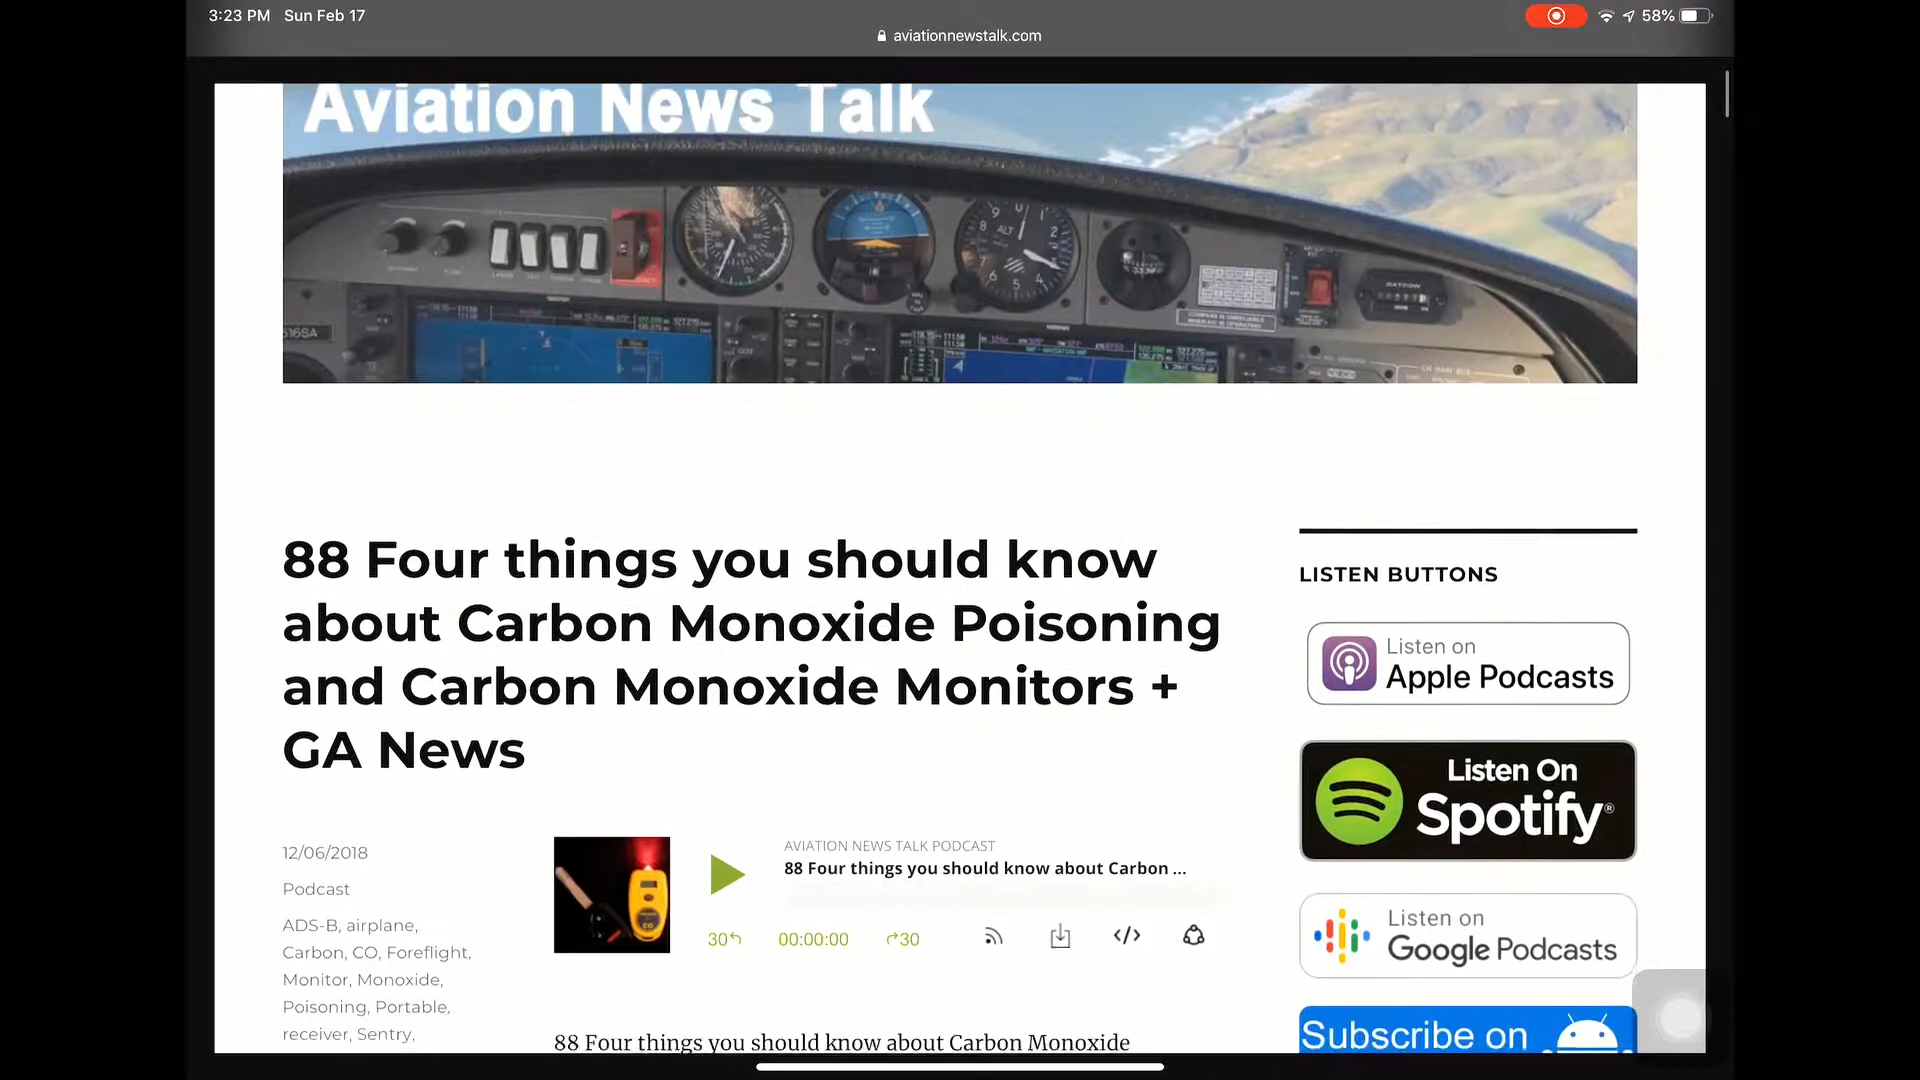 3:23 PM Sun Feb 17
58%
aviationnewstalk.com
Aviation News Talk
516SA
ALT
DATCON
88 Four things you should know
about Carbon Monoxide Poisoning
and Carbon Monoxide Monitors +
GA News
12/06/2018
Podcast
ADS-B, airplane,
Carbon, CO, Foreflight,
Monitor, Monoxide,
Poisoning, Portable,
receiver, Sentry,
AVIATION NEWS TALK PODCAST
88 Four things you should know about Carbon ...
30
00:00:00
30
88 Four things you should know about Carbon Monoxide
LISTEN BUTTONS
Listen on
Apple Podcasts
Listen On
Spotify®
Listen on
Google Podcasts
Subscribe on